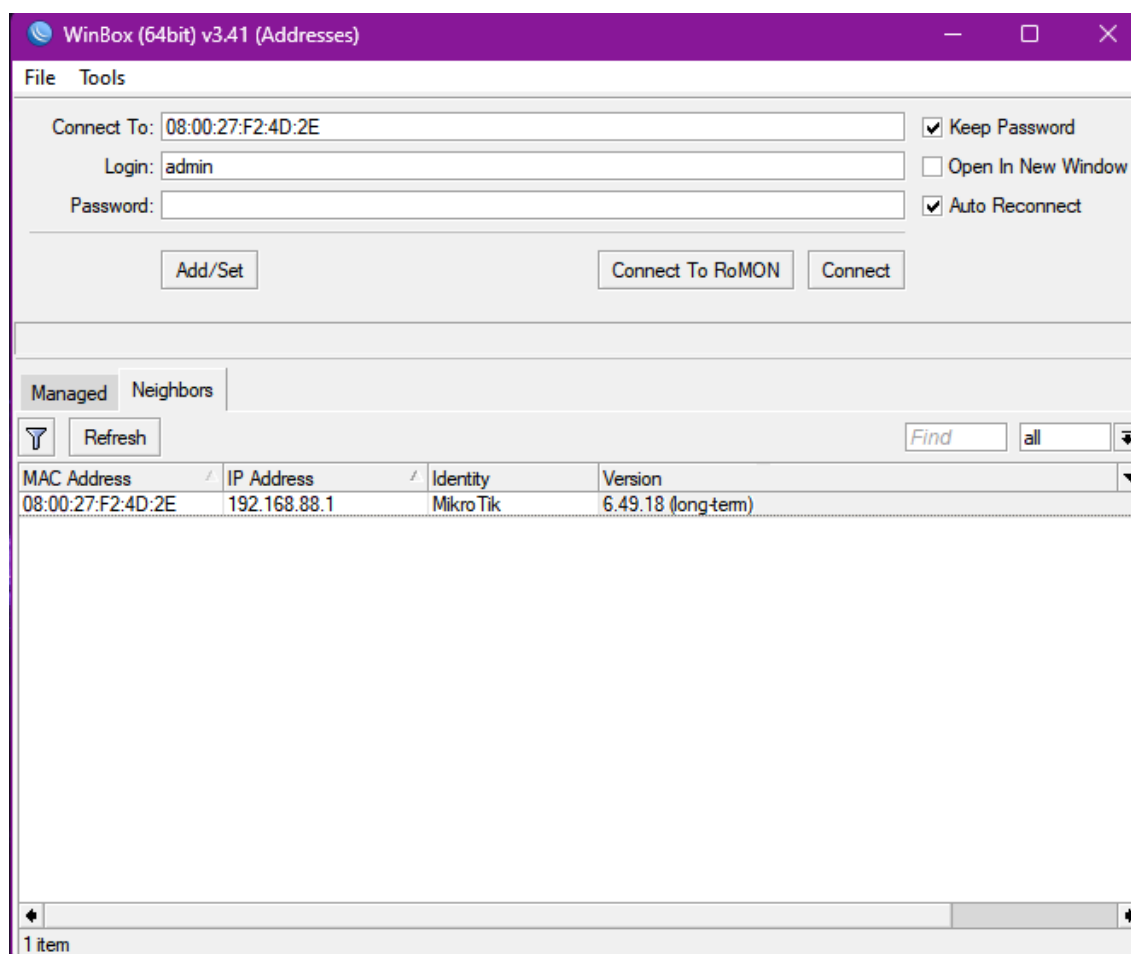 WinBox (64bit) v3.41 (Addresses)
File Tools
Connect To: 08:00:27:F2:4D:2E
Keep Password
Login: admin
Open In New Window
Password:
Auto Reconnect
Add/Set Connect To RoMON Connect
Managed Neighbors
Refresh Find all
MAC Address IP Address Identity Version
08:00:27:F2:4D:2E 192.168.88.1 MikroTik 6.49.18 (long-term)
1 item